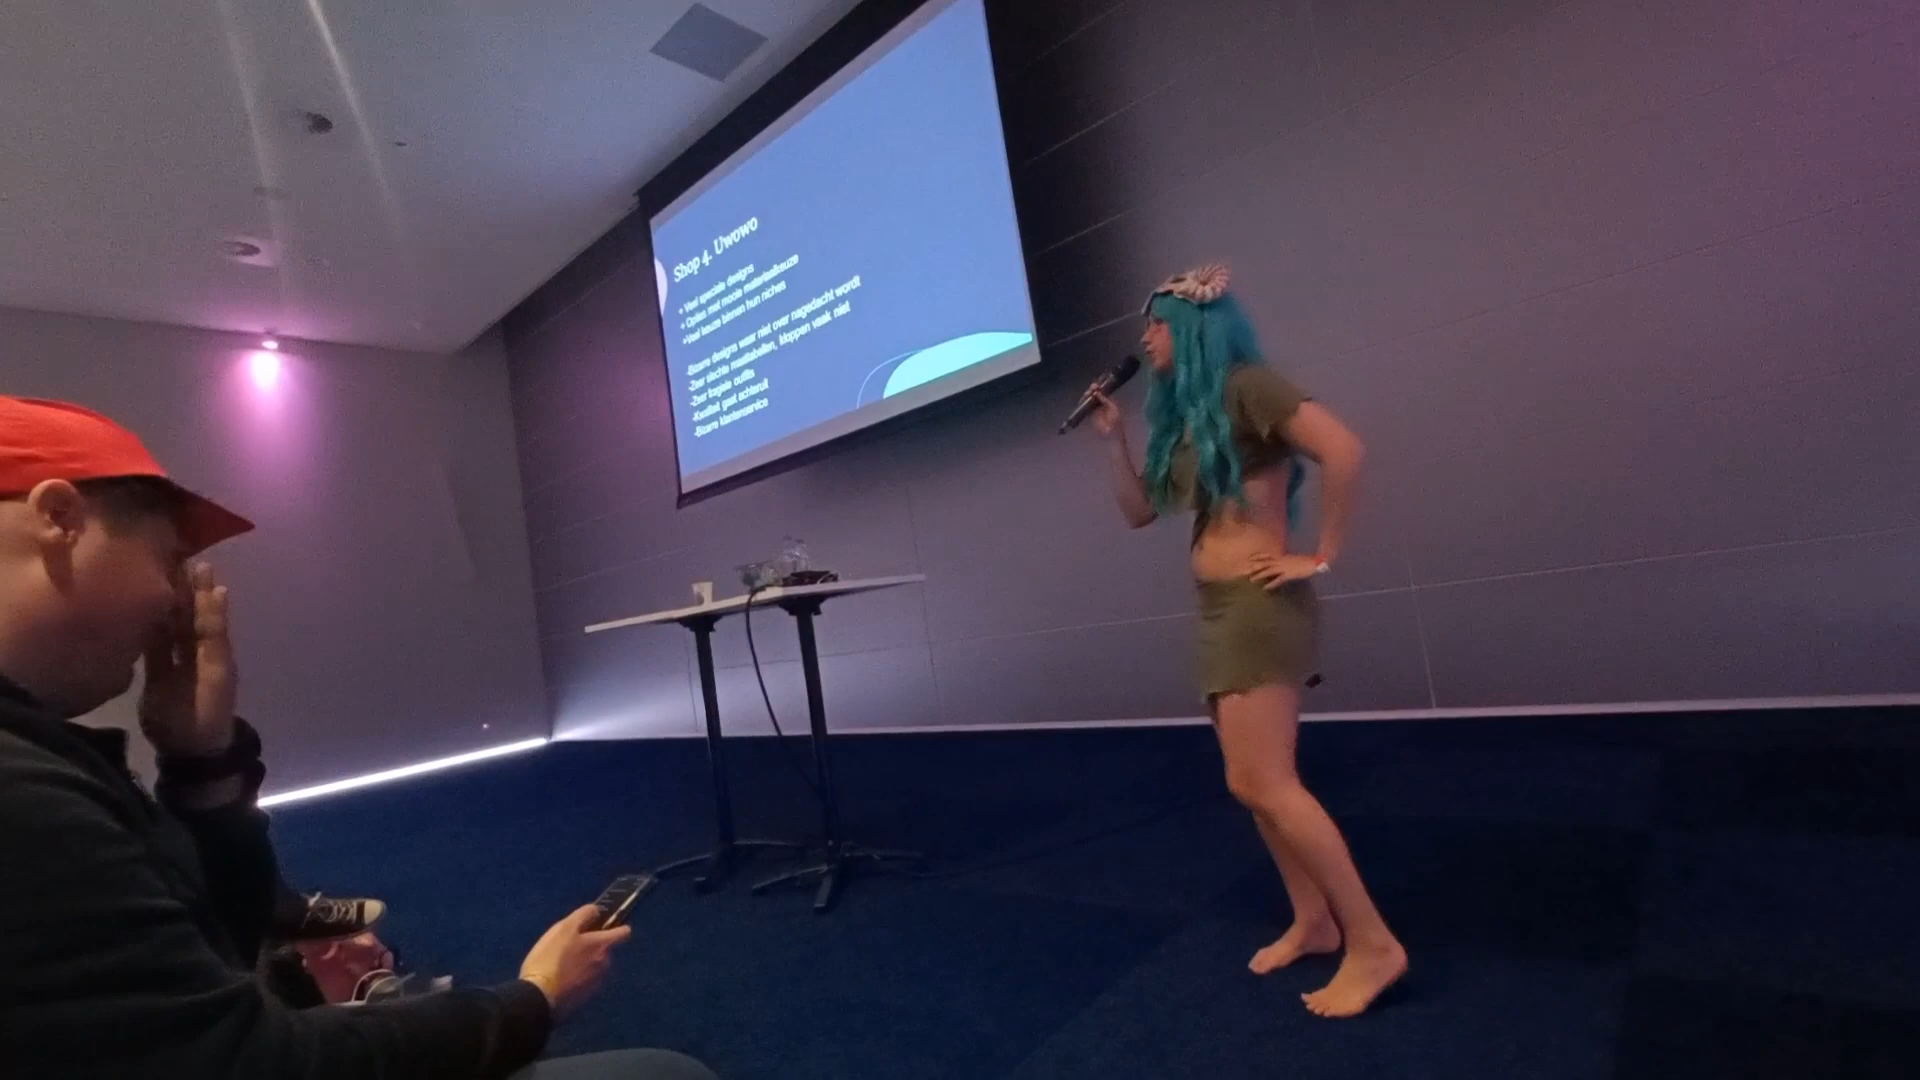 Shop 4. Uwowo
+ Veel speciale designs
+ Opties met mooie materiaalkeuze
+Veel keuze binnen hun niches
-Bizarre designs waar niet over nagedacht wordt
-Zeer slechte maattabellen, kloppen vaak niet
-Zeer fragiele outfits
-Kwaliteit gaat achteruit
-Bizarre klantenservice